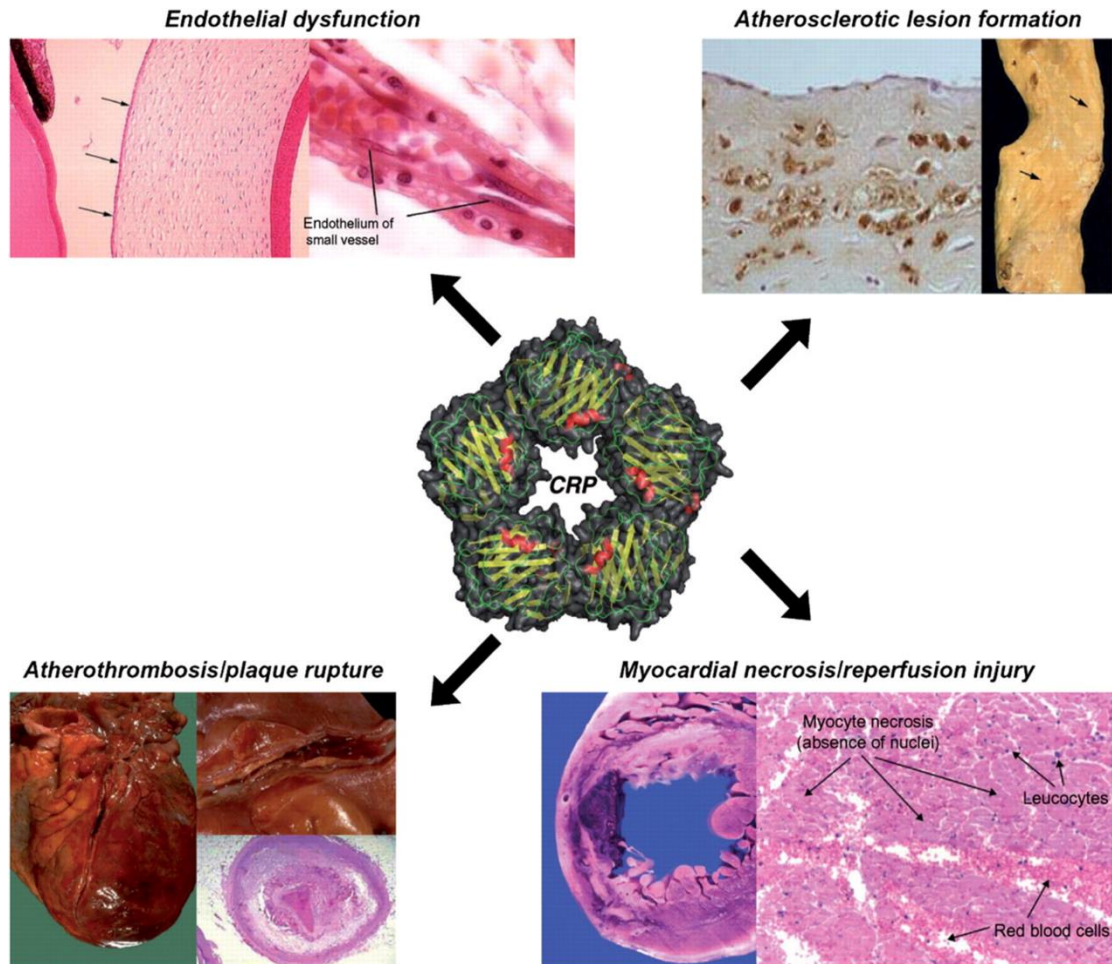 Endothelial dysfunction
Atherosclerotic lesion formation
Endothelium of
small vessel
CRP
Atherothrombosis/plaque rupture
Myocardial necrosis/reperfusion injury
Myocyte necrosis
(absence of nuclei)
Leucocytes
Red blood cells